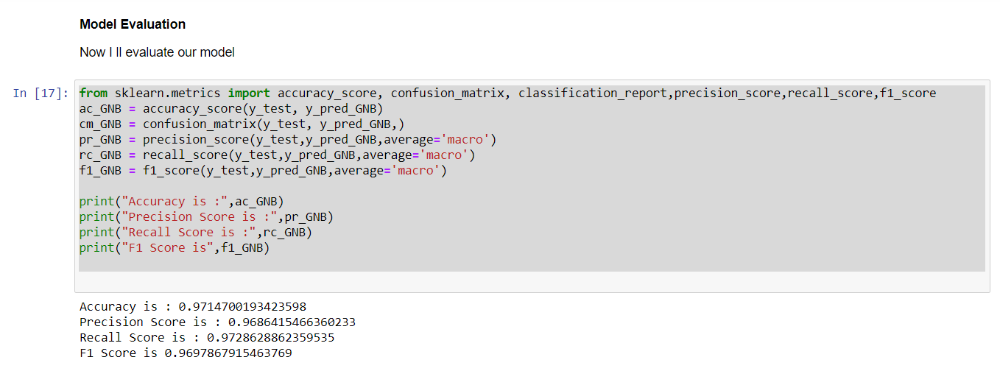 Model Evaluation
Now I ll evaluate our model
In [17]: from sklearn.metrics import accuracy_score, confusion_matrix, classification_report,precision_score,recall_score,f1_score
ac_GNB = accuracy_score(y_test, y_pred_GNB)
cm_GNB = confusion_matrix(y_test, y_pred_GNB,)
pr_GNB = precision_score(y_test,y_pred_GNB,average='macro')
rc_GNB = recall_score(y_test,y_pred_GNB,average='macro')
f1_GNB = f1_score(y_test,y_pred_GNB,average='macro')
print("Accuracy is :",ac_GNB)
print("Precision Score is :",pr_GNB)
print("Recall Score is :",rc_GNB)
print("F1 Score is",f1_GNB)
Accuracy is : 0.9714700193423598
Precision Score is : 0.9686415466360233
Recall Score is : 0.9728628862359535
F1 Score is 0.9697867915463769